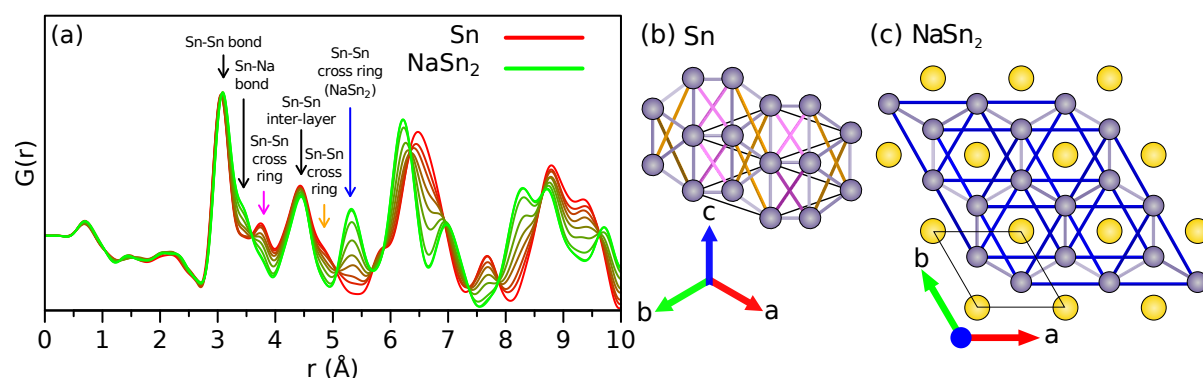 (a)
Sn
NaSn₂
Sn-Sn bond
Sn-Na
bond
Sn-Sn
cross
ring
Sn-Sn
inter-layer
Sn-Sn
cross
ring
Sn-Sn
cross ring
(NaSn₂)
G(r)
0 1 2 3 4 5 6 7 8 9 10
r (Å)
(b) Sn
c
b
a
(c) NaSn₂
b
a